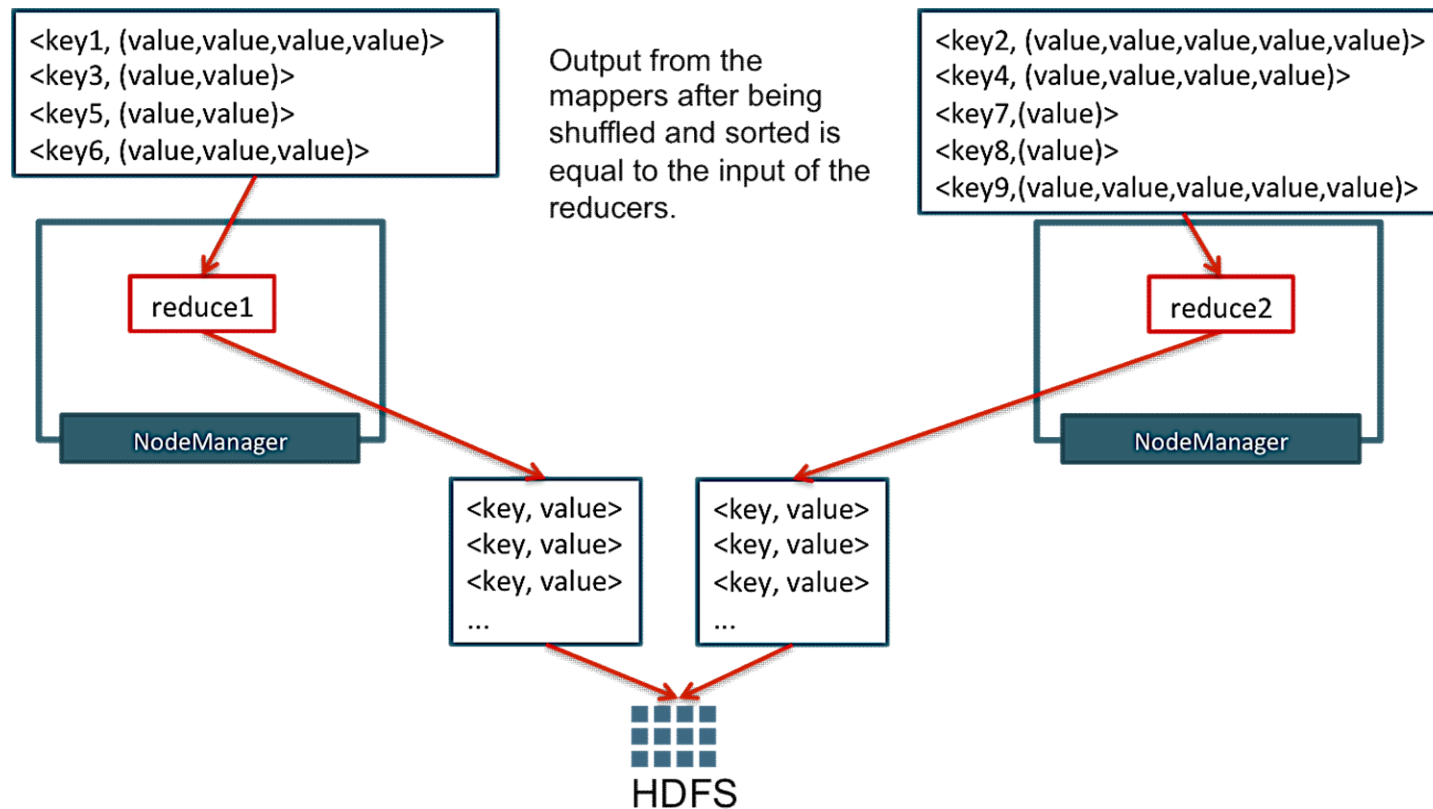 <key1, (value,value,value,value)>
<key3, (value,value)>
<key5, (value,value)>
<key6, (value,value,value)>
Output from the
mappers after being
shuffled and sorted is
equal to the input of the
reducers.
<key2, (value,value,value,value,value)>
<key4, (value,value,value,value)>
<key7,(value)>
<key8,(value)>
<key9,(value,value,value,value,value)>
reduce1
reduce2
NodeManager
NodeManager
<key, value>
<key, value>
<key, value>
...
<key, value>
<key, value>
<key, value>
...
HDFS